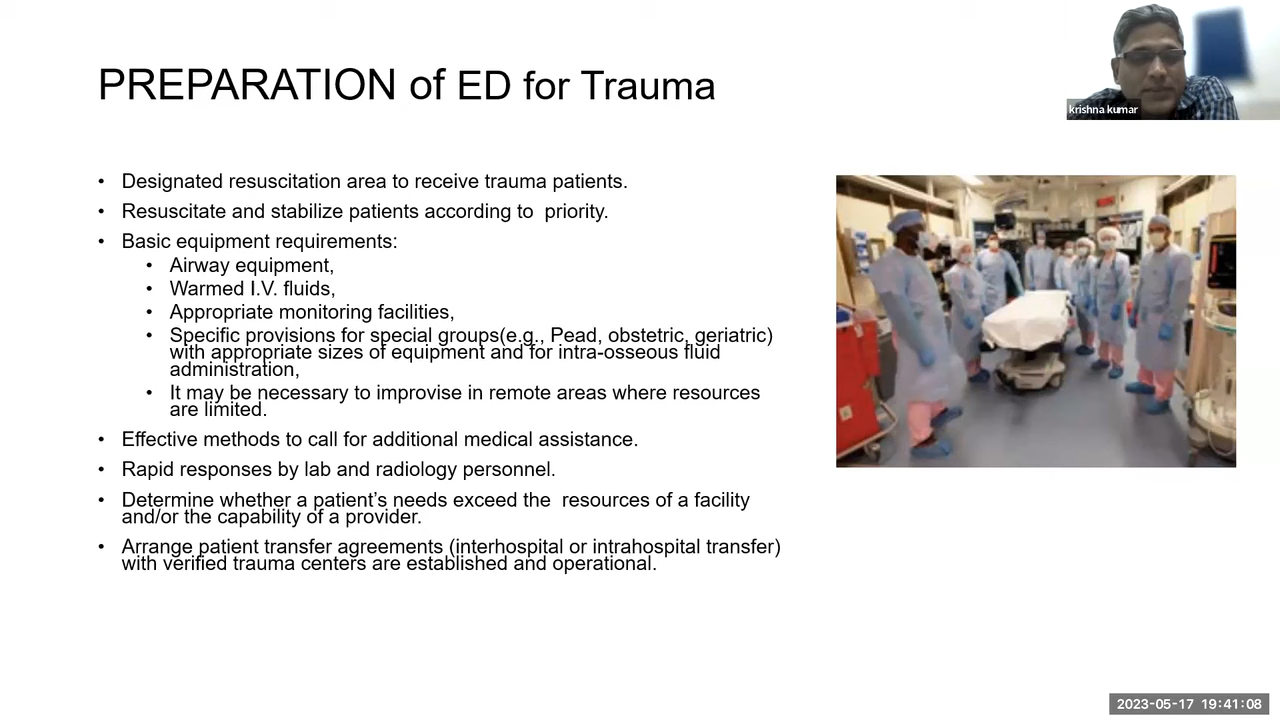 PREPARATION of ED for Trauma
krishna kumar
• Designated resuscitation area to receive trauma patients.
• Resuscitate and stabilize patients according to  priority.
• Basic equipment requirements:
• Airway equipment,
• Warmed I.V. fluids,
• Appropriate monitoring facilities,
• Specific provisions for special groups(e.g., Pead, obstetric, geriatric)
with appropriate sizes of equipment and for intra-osseous fluid
administration,
• It may be necessary to improvise in remote areas where resources
are limited.
• Effective methods to call for additional medical assistance.
• Rapid responses by lab and radiology personnel.
• Determine whether a patient’s needs exceed the  resources of a facility
and/or the capability of a provider.
• Arrange patient transfer agreements (interhospital or intrahospital transfer)
with verified trauma centers are established and operational.
2023-05-17 19:41:08